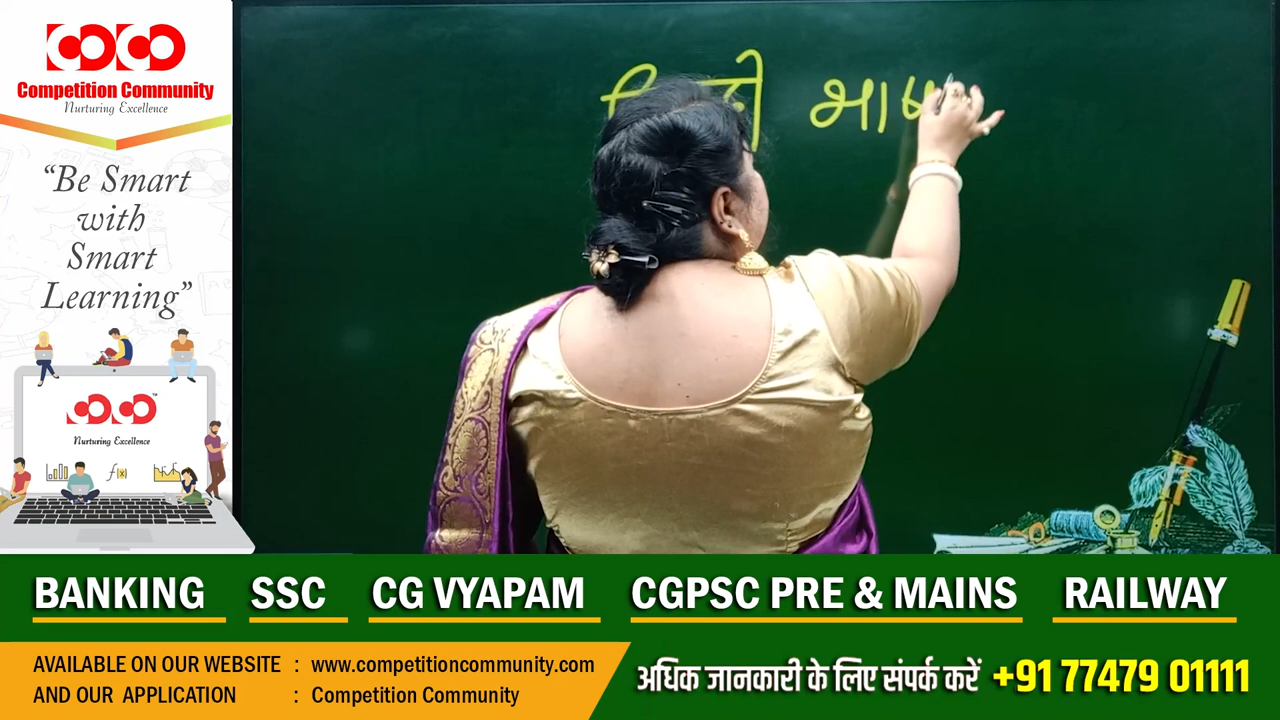 Competition Community
Nurturing Excellence
“Be Smart
with
Smart
Learning”
Nurturing Excellence
f(x)
BANKING SSC CG VYAPAM CGPSC PRE & MAINS RAILWAY
AVAILABLE ON OUR WEBSITE : www.competitioncommunity.com
AND OUR APPLICATION : Competition Community
अधिक जानकारी के लिए संपर्क करें +91 77479 01111